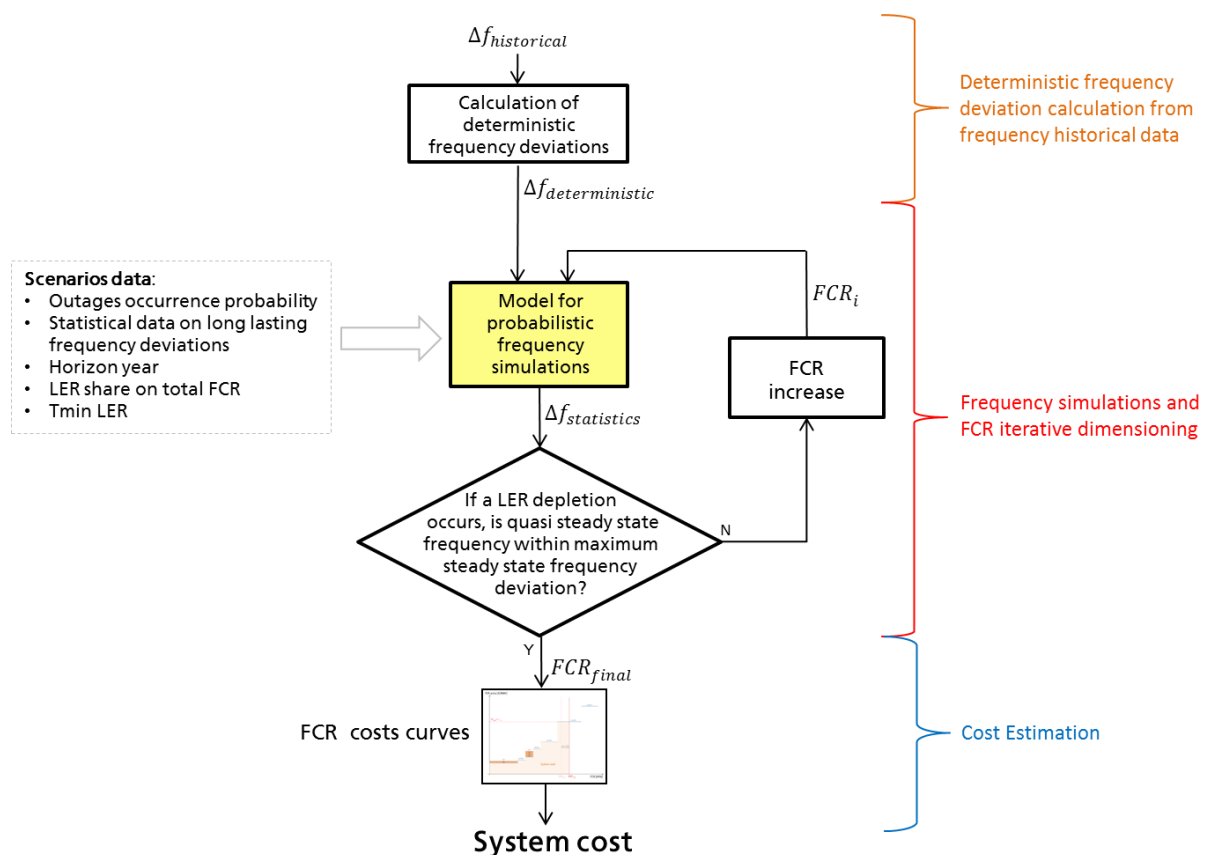 Δf_historical
Calculation of
deterministic
frequency deviations
Δf_deterministic
Deterministic frequency
deviation calculation from
frequency historical data
Scenarios data:
• Outages occurrence probability
• Statistical data on long lasting
frequency deviations
• Horizon year
• LER share on total FCR
• Tmin LER
Model for
probabilistic
frequency
simulations
FCR_i
FCR
increase
Δf_statistics
Frequency simulations and
FCR iterative dimensioning
If a LER depletion
occurs, is quasi steady state
frequency within maximum
steady state frequency
deviation?
N
Y
FCR_final
FCR costs curves
Cost Estimation
System cost